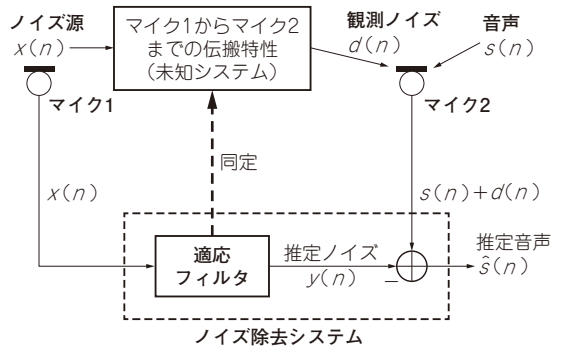 ノイズ源
x(n)
マイク1からマイク2
までの伝搬特性
(未知システム)
観測ノイズ
d(n)
音声
s(n)
マイク1
マイク2
同定
x(n)
s(n)+d(n)
適応
フィルタ
推定ノイズ
y(n)
−
推定音声
ŝ(n)
ノイズ除去システム